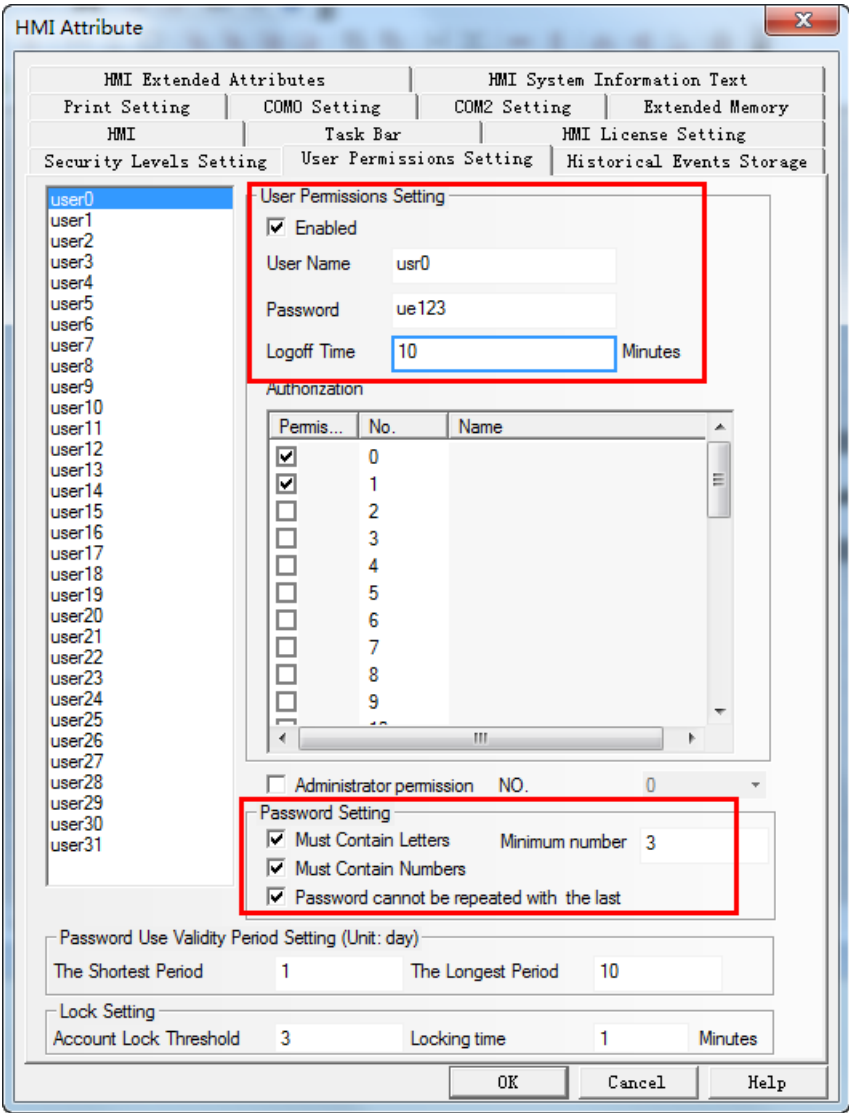 HMI Attribute
HMI Extended Attributes HMI System Information Text
Print Setting COM0 Setting COM2 Setting Extended Memory
HMI Task Bar HMI License Setting
Security Levels Setting User Permissions Setting Historical Events Storage
user0
user1
user2
user3
user4
user5
user6
user7
user8
user9
user10
user11
user12
user13
user14
user15
user16
user17
user18
user19
user20
user21
user22
user23
user24
user25
user26
user27
user28
user29
user30
user31
User Permissions Setting
Enabled
User Name usr0
Password ue123
Logoff Time 10 Minutes
Authorization
Permis... No. Name
0
1
2
3
4
5
6
7
8
9
Administrator permission NO. 0
Password Setting
Must Contain Letters Minimum number 3
Must Contain Numbers
Password cannot be repeated with the last
Password Use Validity Period Setting (Unit: day)
The Shortest Period 1 The Longest Period 10
Lock Setting
Account Lock Threshold 3 Locking time 1 Minutes
OK Cancel Help